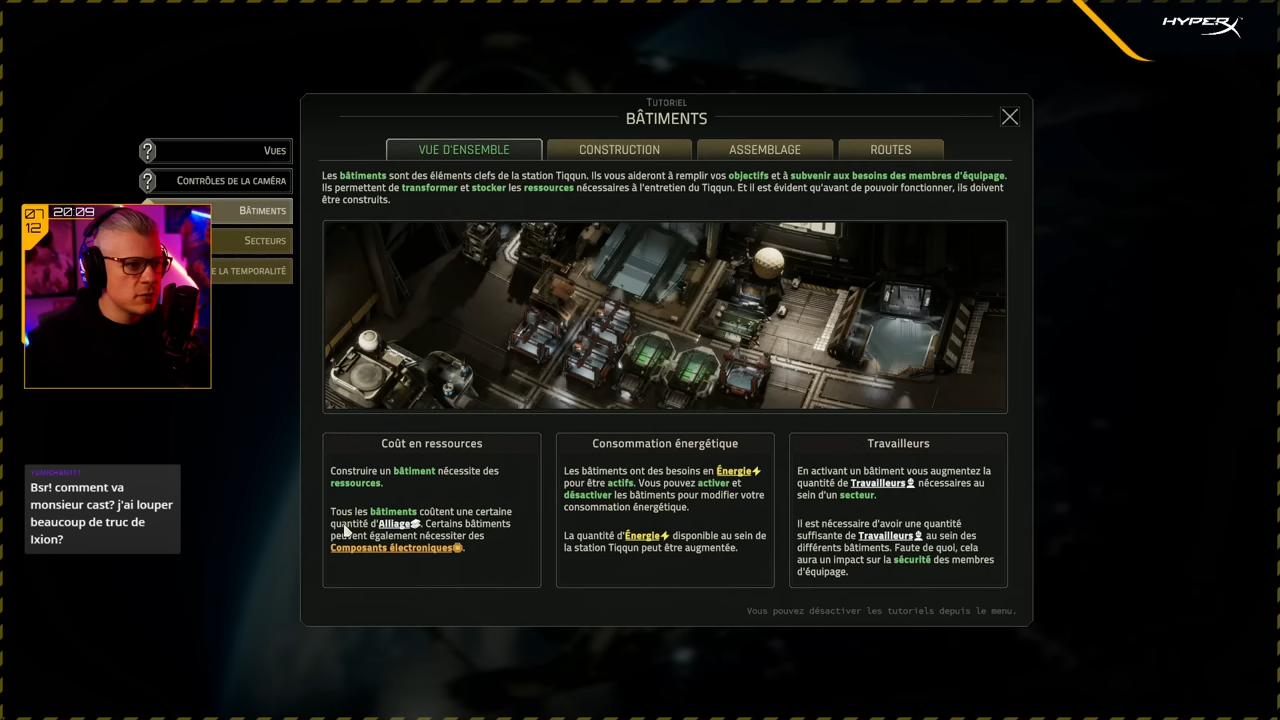 HYPERX
TUTORIEL
BÂTIMENTS
VUE D'ENSEMBLE
CONSTRUCTION
ASSEMBLAGE
ROUTES
VUES
CONTRÔLES DE LA CAMÉRA
BÂTIMENTS
SECTEURS
E LA TEMPORALITÉ
Les bâtiments sont des éléments clefs de la station Tiqqun. Ils vous aideront à remplir vos objectifs et à subvenir aux besoins des membres d'équipage.
Ils permettent de transformer et stocker les ressources nécessaires à l'entretien du Tiqqun. Et il est évident qu'avant de pouvoir fonctionner, ils doivent
être construits.
07
12
20:09
Coût en ressources
Construire un bâtiment nécessite des
ressources.
Tous les bâtiments coûtent une certaine
quantité d'Alliage. Certains bâtiments
peuvent également nécessiter des
Composants électroniques.
Consommation énergétique
Les bâtiments ont des besoins en Énergie
pour être actifs. Vous pouvez activer et
désactiver les bâtiments pour modifier votre
consommation énergétique.
La quantité d'Énergie disponible au sein de
la station Tiqqun peut être augmentée.
Travailleurs
En activant un bâtiment vous augmentez la
quantité de Travailleurs nécessaires au
sein d'un secteur.
Il est nécessaire d'avoir une quantité
suffisante de Travailleurs au sein des
différents bâtiments. Faute de quoi, cela
aura un impact sur la sécurité des membres
d'équipage.
Bsr! comment va
monsieur cast? j'ai louper
beaucoup de truc de
Ixion?
Vous pouvez désactiver les tutoriels depuis le menu.